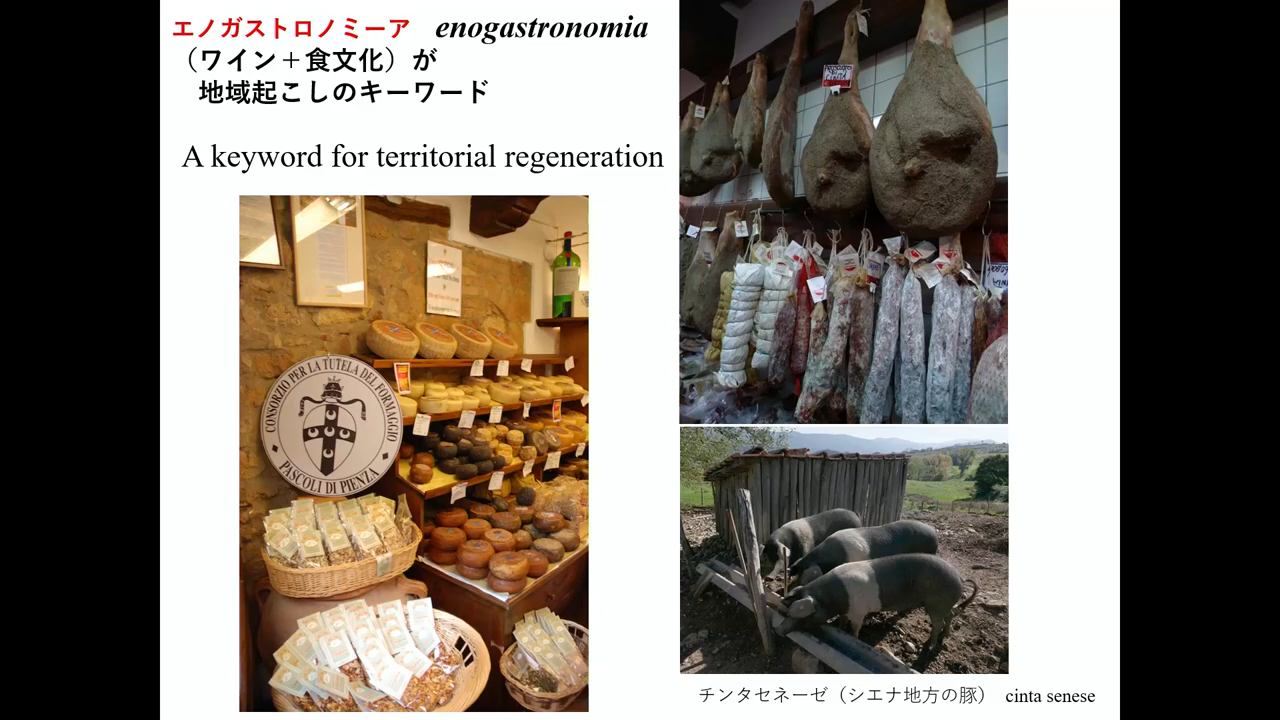 エノガストロノミーア enogastronomia
（ワイン＋食文化）が
地域起こしのキーワード
A keyword for territorial regeneration
CONSORZIO PER LA TUTELA DEL FORMAGGIO
PASCOLI DI PIENZA
チンタセネーゼ（シエナ地方の豚） cinta senese